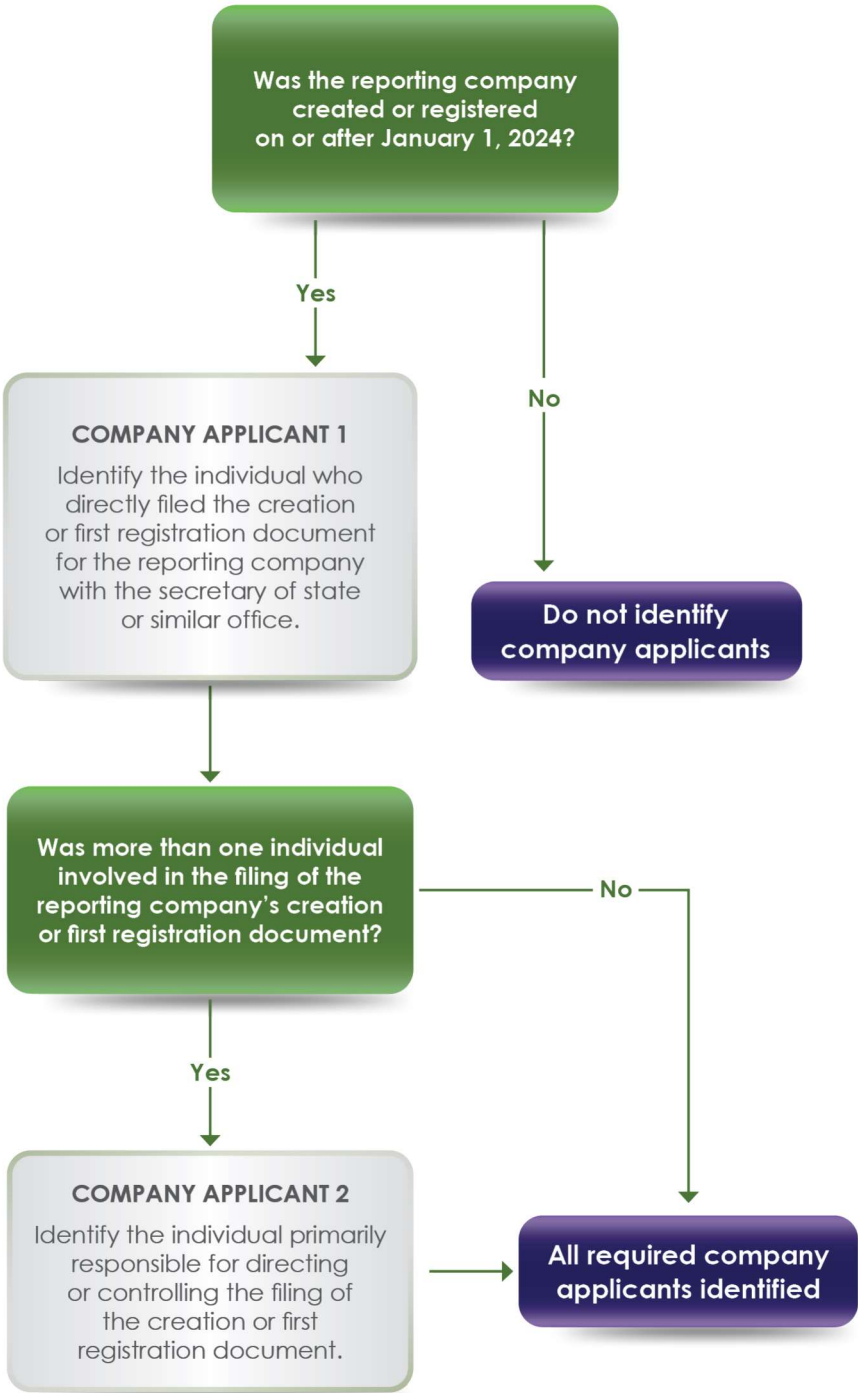 Was the reporting company
created or registered
on or after January 1, 2024?
Yes
No
COMPANY APPLICANT 1
Identify the individual who
directly filed the creation
or first registration document
for the reporting company
with the secretary of state
or similar office.
Do not identify
company applicants
Was more than one individual
involved in the filing of the
reporting company’s creation
or first registration document?
No
Yes
COMPANY APPLICANT 2
Identify the individual primarily
responsible for directing
or controlling the filing of
the creation or first
registration document.
All required company
applicants identified